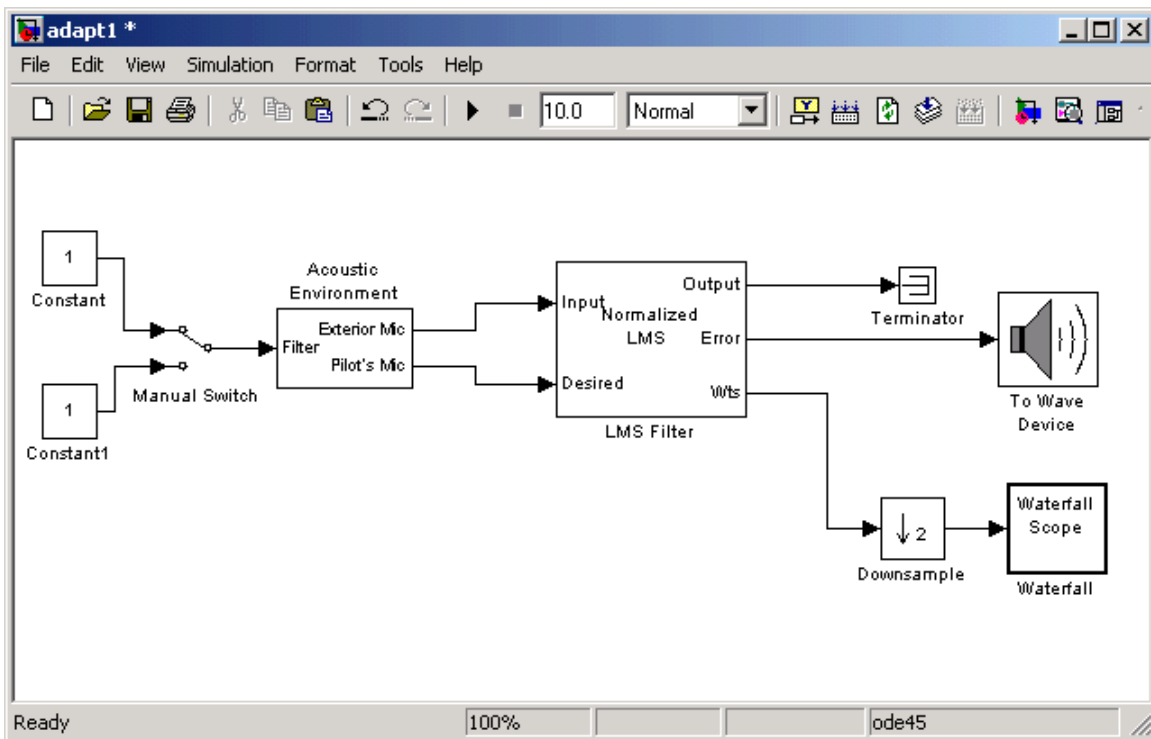 adapt1 *
File Edit View Simulation Format Tools Help
10.0 Normal
1
Constant
1
Constant1
Manual Switch
Acoustic
Environment
Filter
Exterior Mic
Pilot's Mic
Input
Desired
Normalized
LMS
Output
Error
Wts
LMS Filter
Terminator
To Wave
Device
2
Downsample
Waterfall
Scope
Waterfall
Ready 100% ode45